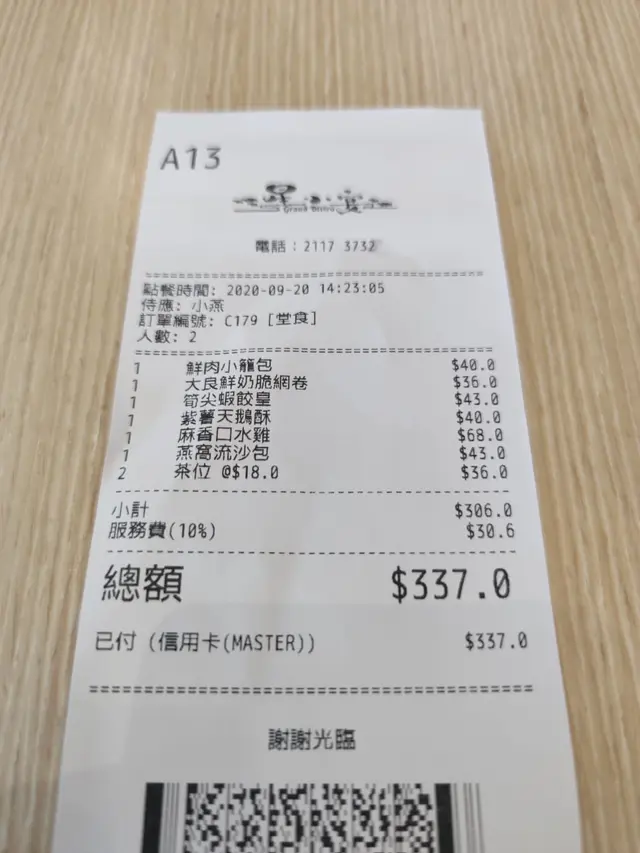 A13
星小宴
Grand Bistro
電話：2117 3732
點餐時間: 2020-09-20 14:23:05
侍應: 小燕
訂單編號: C179 [堂食]
人數: 2
1 鮮肉小籠包 $40.0
1 大良鮮奶脆網卷 $36.0
1 筍尖蝦餃皇 $43.0
1 紫薯天鵝酥 $40.0
1 麻香口水雞 $68.0
1 燕窩流沙包 $43.0
2 茶位 @$18.0 $36.0
小計 $306.0
服務費(10%) $30.6
總額 $337.0
已付 (信用卡(MASTER)) $337.0
謝謝光臨